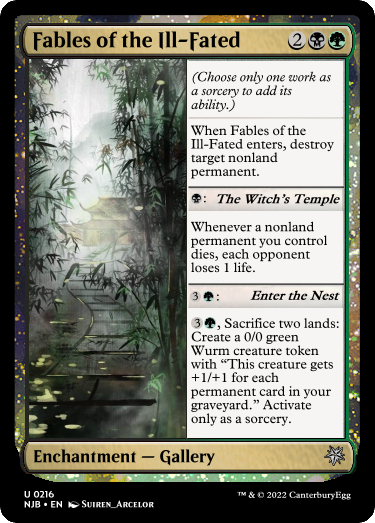 Fables of the Ill-Fated 2
(Choose only one work as
a sorcery to add its
ability.)
When Fables of the
Ill-Fated enters, destroy
target nonland
permanent.
: The Witch's Temple
Whenever a nonland
permanent you control
dies, each opponent
loses 1 life.
3 : Enter the Nest
3 , Sacrifice two lands:
Create a 0/0 green
Wurm creature token
with “This creature gets
+1/+1 for each
permanent card in your
graveyard.” Activate
only as a sorcery.
Enchantment — Gallery
U 0216
NJB • EN Suiren_Arcelor
™ & © 2022 CanterburyEgg